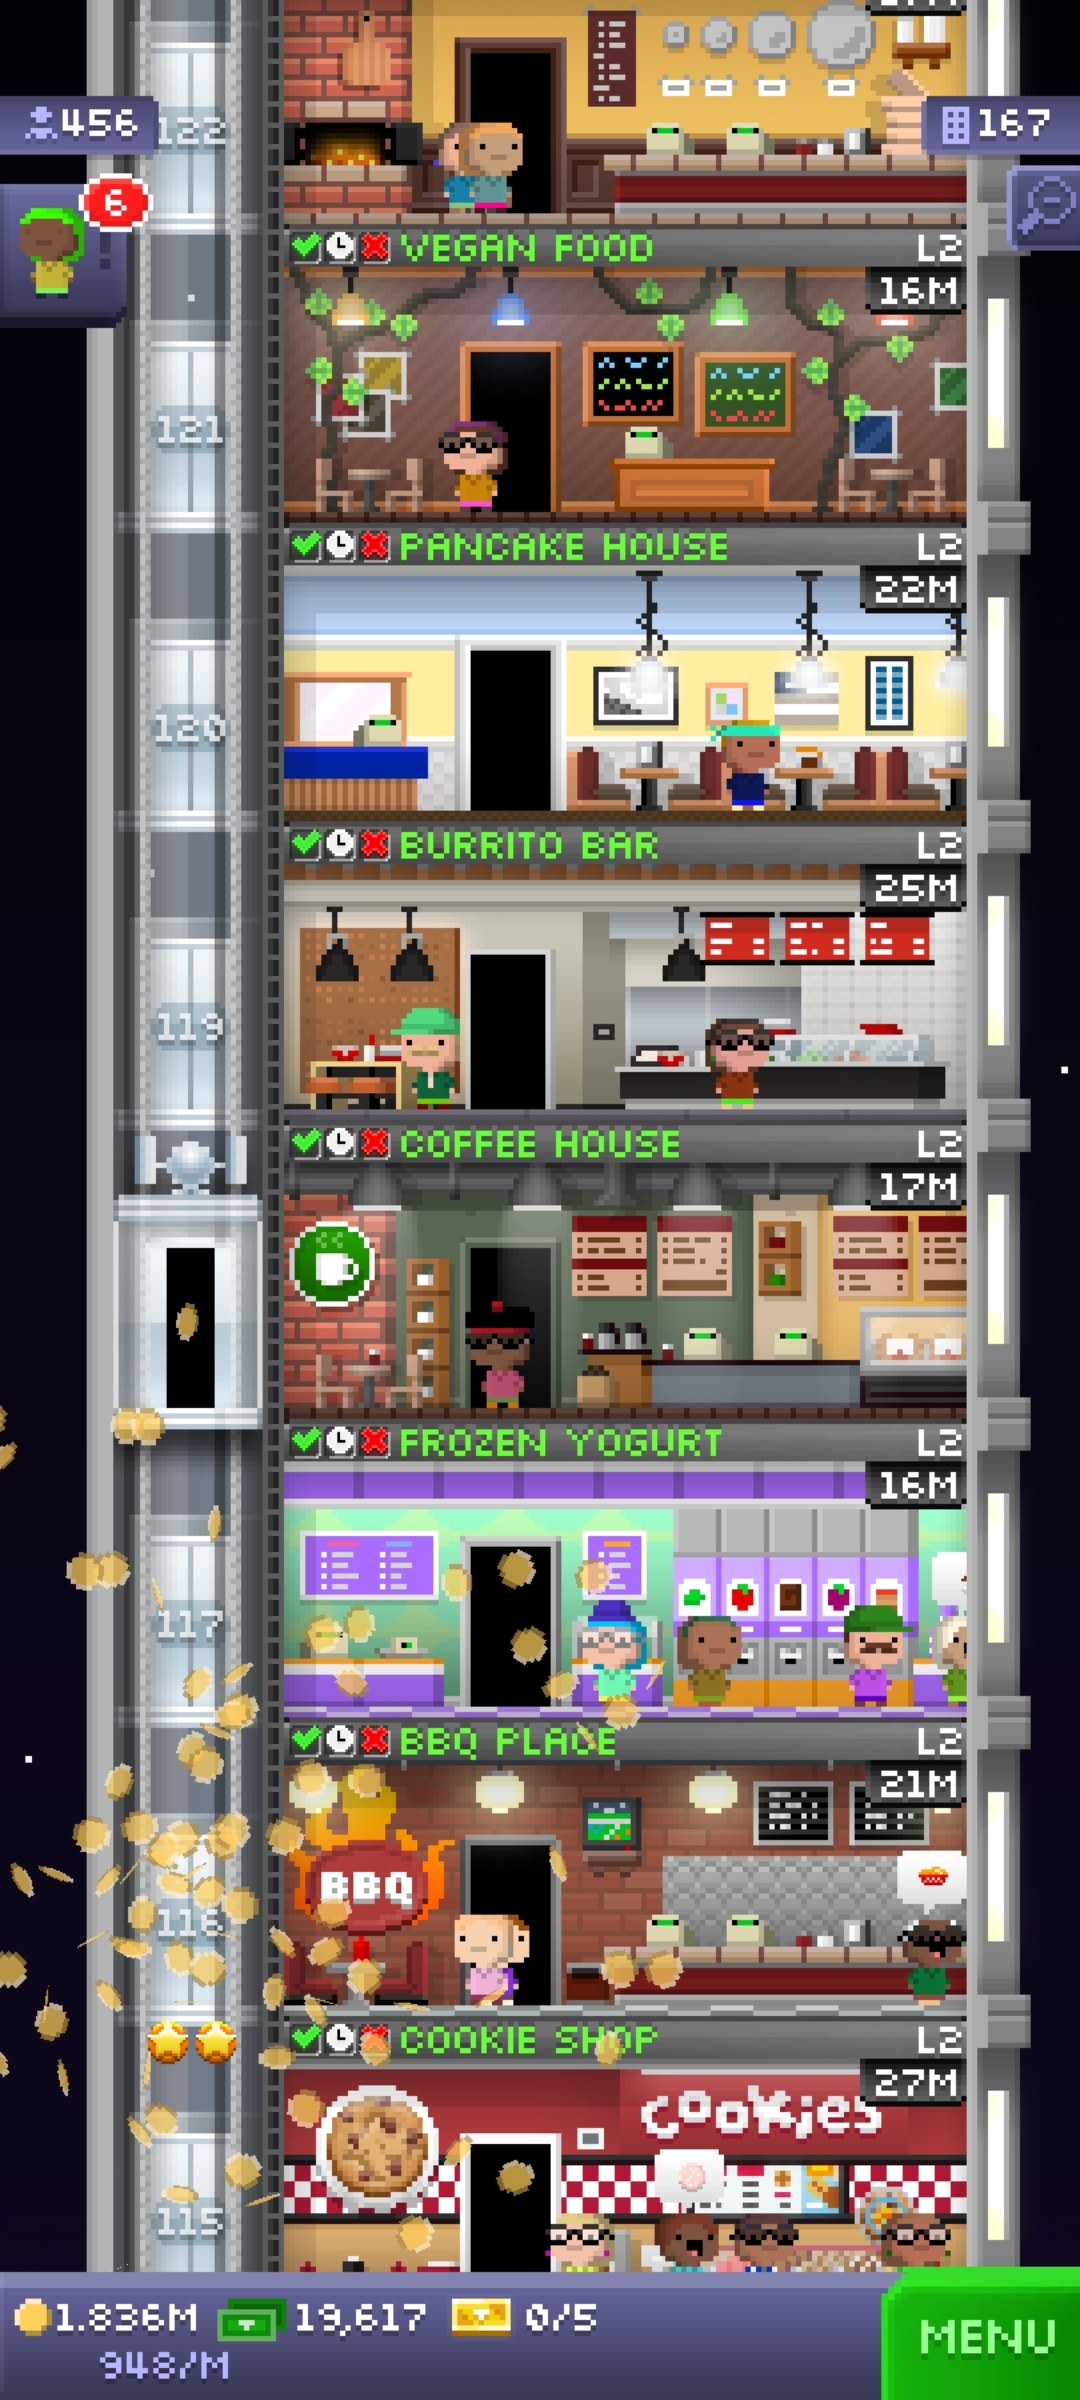 456
122
167
6
VEGAN FOOD L2
16M
121
PANCAKE HOUSE L2
22M
120
BURRITO BAR L2
25M
119
COFFEE HOUSE L2
17M
FROZEN YOGURT L2
16M
117
BBQ PLACE L2
21M
BBQ
116
COOKIE SHOP L2
27M
cookies
115
1.836M 19,617 0/5
948/M
MENU